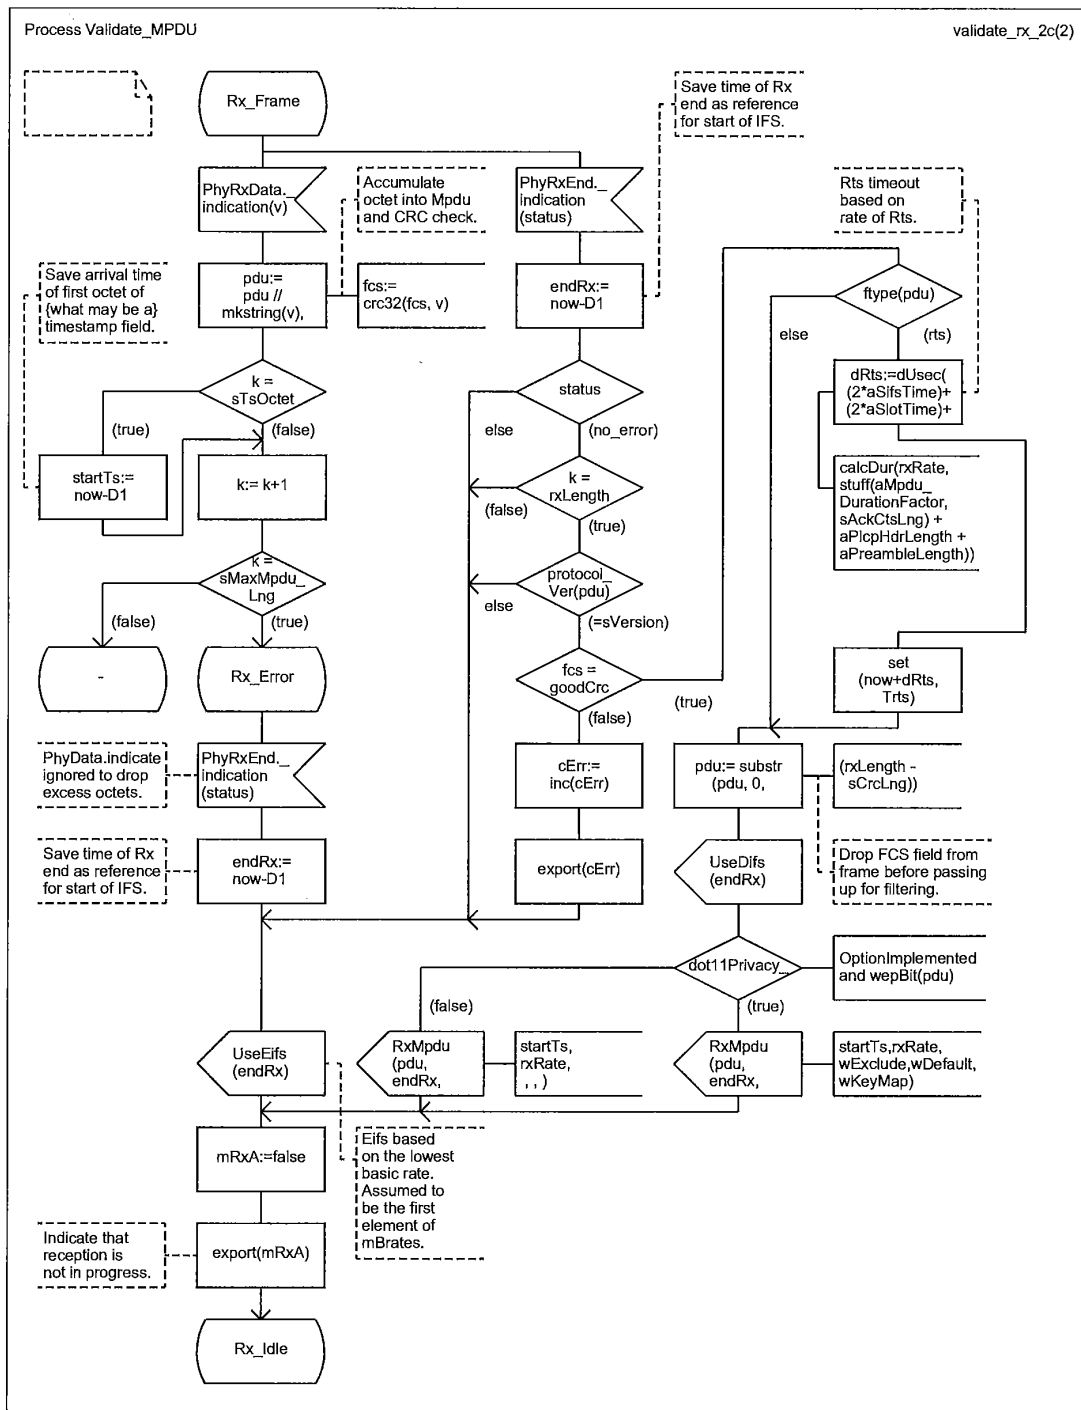 Process Validate_MPDU
validate_rx_2c(2)
Rx_Frame
Save time of Rx
end as reference
for start of IFS.
PhyRxData._
indication(v)
Accumulate
octet into Mpdu
and CRC check.
PhyRxEnd._
indication
(status)
Rts timeout
based on
rate of Rts.
Save arrival time
of first octet of
{what may be a}
timestamp field.
pdu:=
pdu //
mkstring(v),
fcs:=
crc32(fcs, v)
endRx:=
now-D1
ftype(pdu)
else
(rts)
k =
sTsOctet
(true)
(false)
status
else
(no_error)
dRts:=dUsec(
(2*aSifsTime)+
(2*aSlotTime)+
startTs:=
now-D1
k:= k+1
k =
rxLength
(false)
(true)
calcDur(rxRate,
stuff(aMpdu_
DurationFactor,
sAckCtsLng) +
aPlcpHdrLength +
aPreambleLength))
k =
sMaxMpdu_
Lng
(false)
(true)
protocol_
Ver(pdu)
else
(=sVersion)
-
Rx_Error
fcs =
goodCrc
(true)
(false)
set
(now+dRts,
Trts)
PhyData.indicate
ignored to drop
excess octets.
PhyRxEnd._
indication
(status)
cErr:=
inc(cErr)
pdu:= substr
(pdu, 0,
(rxLength -
sCrcLng))
Save time of Rx
end as reference
for start of IFS.
endRx:=
now-D1
export(cErr)
UseDifs
(endRx)
Drop FCS field from
frame before passing
up for filtering.
dot11Privacy_
OptionImplemented
and wepBit(pdu)
(false)
(true)
UseEifs
(endRx)
RxMpdu
(pdu,
endRx,
startTs,
rxRate,
, , )
RxMpdu
(pdu,
endRx,
startTs,rxRate,
wExclude,wDefault,
wKeyMap)
mRxA:=false
Eifs based
on the lowest
basic rate.
Assumed to
be the first
element of
mBrates.
Indicate that
reception is
not in progress.
export(mRxA)
Rx_Idle